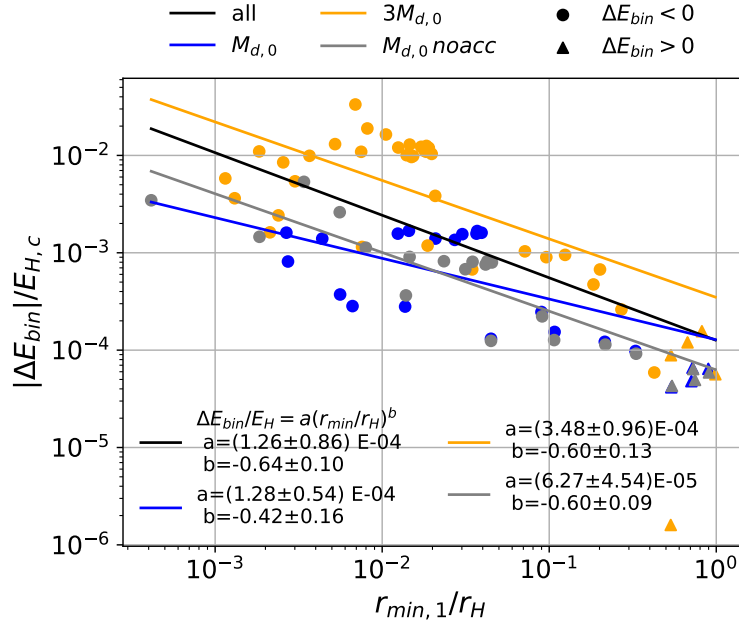 all 3M_{d,0} ΔE_{bin} < 0
M_{d,0} M_{d,0} noacc ΔE_{bin} > 0
|ΔE_{bin}|/E_{H,c}
10^{-2}
10^{-3}
10^{-4}
10^{-5}
10^{-6}
ΔE_{bin}/E_H = a(r_{min}/r_H)^b
a=(1.26±0.86) E-04
b=-0.64±0.10
a=(1.28±0.54) E-04
b=-0.42±0.16
a=(3.48±0.96)E-04
b=-0.60±0.13
a=(6.27±4.54)E-05
b=-0.60±0.09
10^{-3} 10^{-2} 10^{-1} 10^{0}
r_{min,1}/r_H